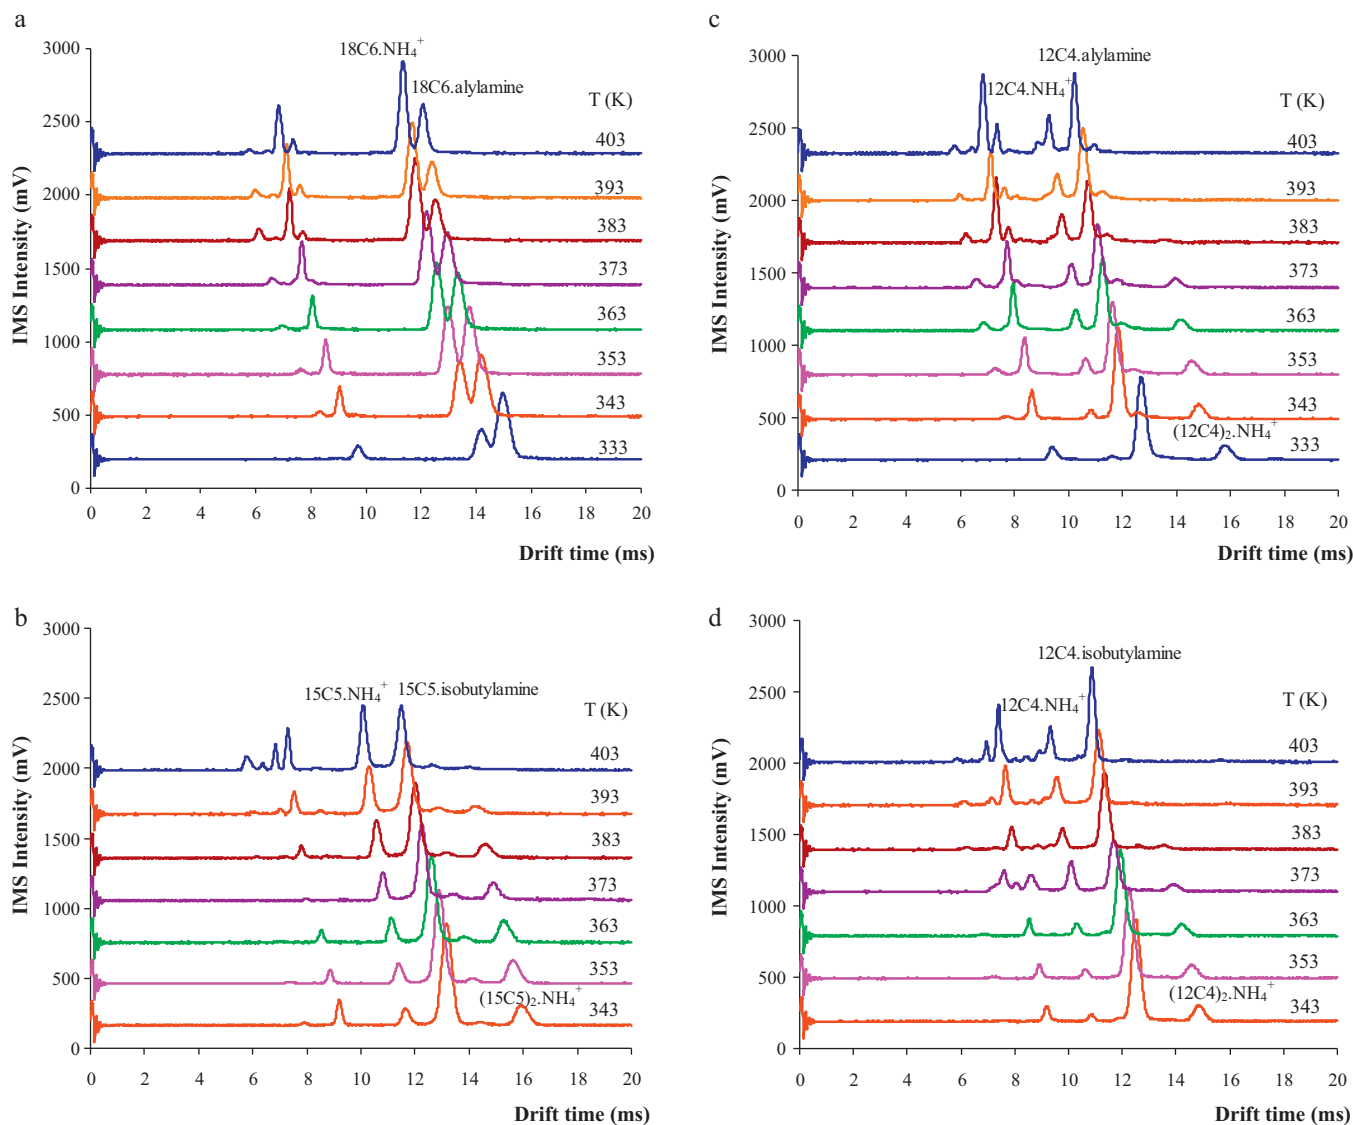 a
18C6.NH4+
18C6.alylamine
T (K)
IMS Intensity (mV)
3000
2500
2000
1500
1000
500
0
403
393
383
373
363
353
343
333
0 2 4 6 8 10 12 14 16 18 20
Drift time (ms)
c
12C4.alylamine
12C4.NH4+
T (K)
IMS Intensity (mV)
3000
2500
2000
1500
1000
500
0
403
393
383
373
363
353
343
(12C4)2.NH4+
333
0 2 4 6 8 10 12 14 16 18 20
Drift time (ms)
b
15C5.NH4+ 15C5.isobutylamine
T (K)
IMS Intensity (mV)
3000
2500
2000
1500
1000
500
0
403
393
383
373
363
353
(15C5)2.NH4+
343
0 2 4 6 8 10 12 14 16 18 20
Drift time (ms)
d
12C4.isobutylamine
12C4.NH4+
T (K)
IMS Intensity (mV)
3000
2500
2000
1500
1000
500
0
403
393
383
373
363
353
(12C4)2.NH4+
343
0 2 4 6 8 10 12 14 16 18 20
Drift time (ms)